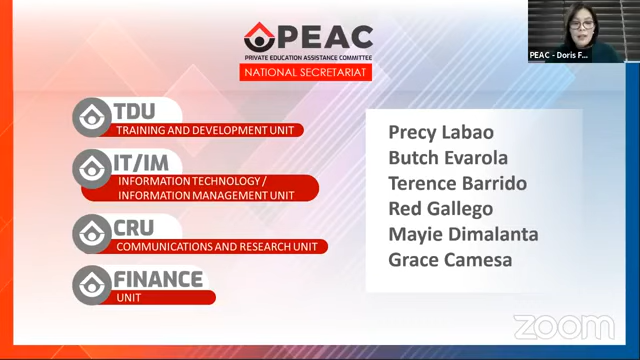 PEAC
PRIVATE EDUCATION ASSISTANCE COMMITTEE
NATIONAL SECRETARIAT
TDU
TRAINING AND DEVELOPMENT UNIT
IT/IM
INFORMATION TECHNOLOGY /
INFORMATION MANAGEMENT UNIT
CRU
COMMUNICATIONS AND RESEARCH UNIT
FINANCE
UNIT
Precy Labao
Butch Evarola
Terence Barrido
Red Gallego
Mayie Dimalanta
Grace Camesa
PEAC - Doris F...
zoom